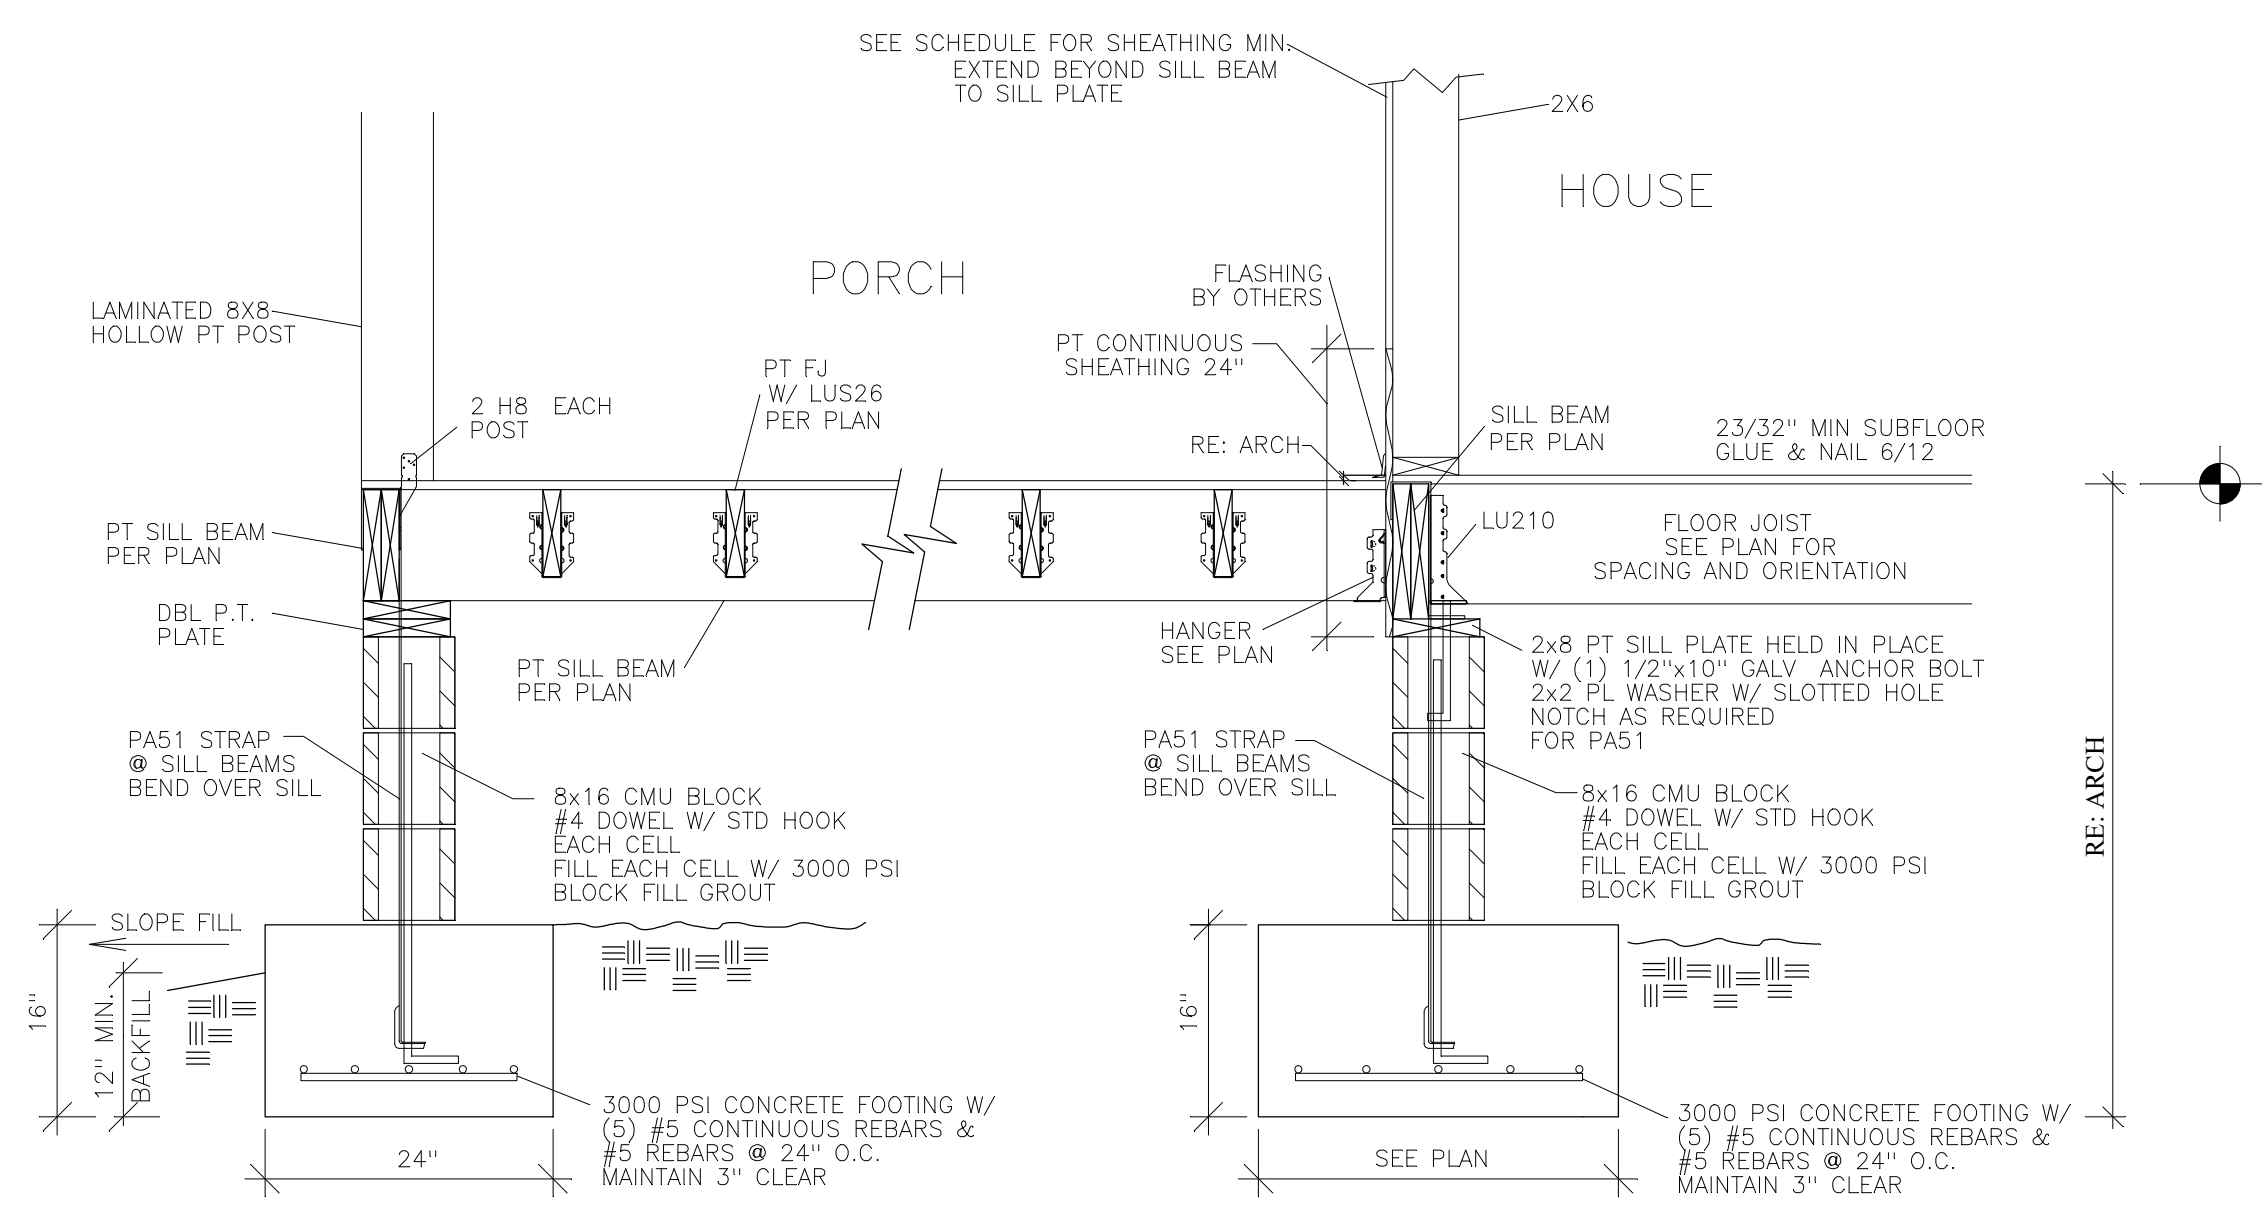 SEE SCHEDULE FOR SHEATHING MIN.
EXTEND BEYOND SILL BEAM
TO SILL PLATE
2X6
HOUSE
PORCH
FLASHING
BY OTHERS
LAMINATED 8X8
HOLLOW PT POST
PT CONTINUOUS
SHEATHING 24"
PT FJ
W/ LUS26
PER PLAN
2 H8 EACH
POST
RE: ARCH
SILL BEAM
PER PLAN
23/32" MIN SUBFLOOR
GLUE & NAIL 6/12
PT SILL BEAM
PER PLAN
LU210
FLOOR JOIST
SEE PLAN FOR
SPACING AND ORIENTATION
DBL P.T.
PLATE
HANGER
SEE PLAN
PT SILL BEAM
PER PLAN
2x8 PT SILL PLATE HELD IN PLACE
W/ (1) 1/2"x10" GALV ANCHOR BOLT
2x2 PL WASHER W/ SLOTTED HOLE
NOTCH AS REQUIRED
FOR PA51
PA51 STRAP
@ SILL BEAMS
BEND OVER SILL
PA51 STRAP
@ SILL BEAMS
BEND OVER SILL
8x16 CMU BLOCK
#4 DOWEL W/ STD HOOK
EACH CELL
FILL EACH CELL W/ 3000 PSI
BLOCK FILL GROUT
8x16 CMU BLOCK
#4 DOWEL W/ STD HOOK
EACH CELL
FILL EACH CELL W/ 3000 PSI
BLOCK FILL GROUT
RE: ARCH
SLOPE FILL
16"
12" MIN.
BACKFILL
16"
3000 PSI CONCRETE FOOTING W/
(5) #5 CONTINUOUS REBARS &
#5 REBARS @ 24" O.C.
MAINTAIN 3" CLEAR
3000 PSI CONCRETE FOOTING W/
(5) #5 CONTINUOUS REBARS &
#5 REBARS @ 24" O.C.
MAINTAIN 3" CLEAR
24"
SEE PLAN